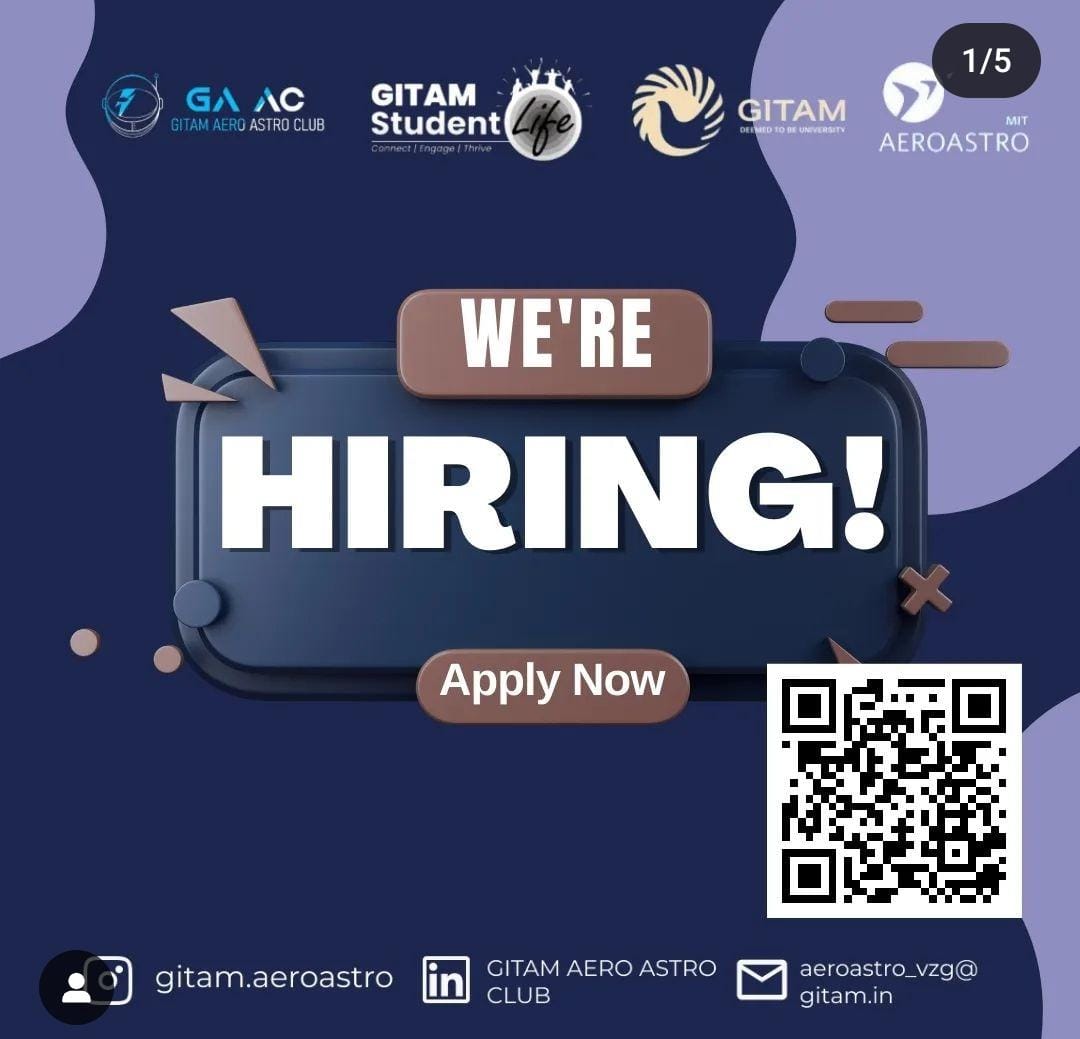 1/5
GA AC
GITAM AERO ASTRO CLUB
GITAM
Student Life
Connect | Engage | Thrive
GITAM
DEEMED TO BE UNIVERSITY
MIT
AEROASTRO
WE'RE
HIRING!
Apply Now
gitam.aeroastro
in
GITAM AERO ASTRO
CLUB
aeroastro_vzg@
gitam.in